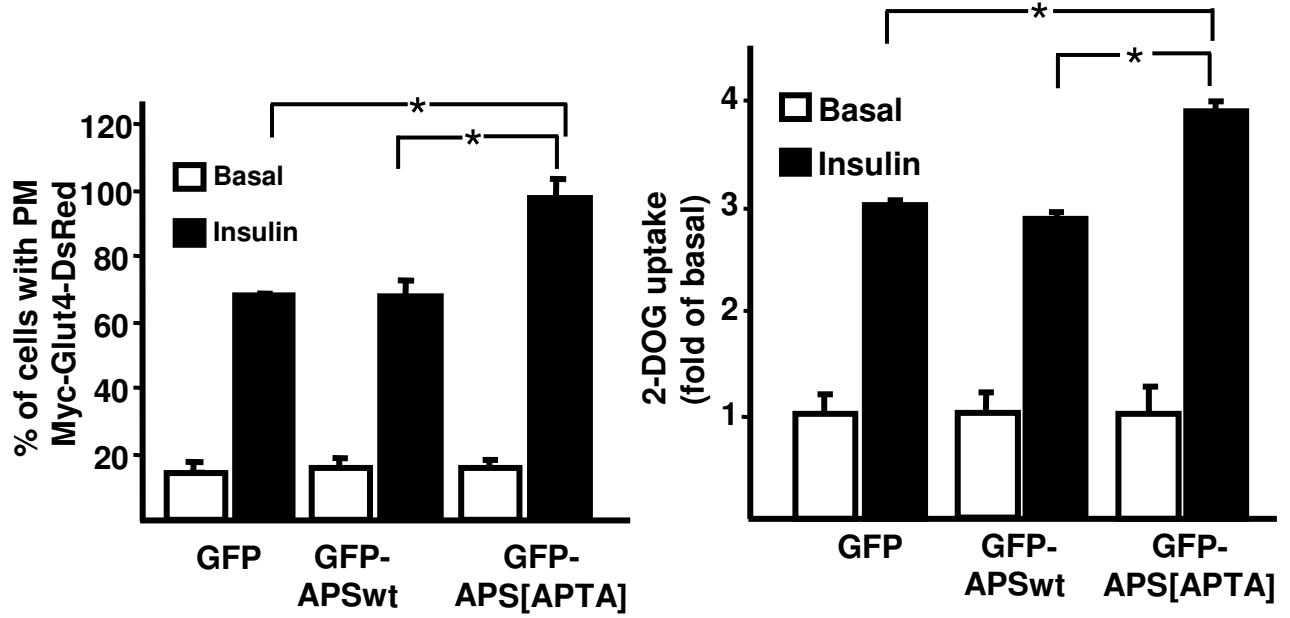 % of cells with PM
Myc-Glut4-DsRed
120
100
80
60
40
20
Basal
Insulin
*
*
GFP
GFP-
APSwt
GFP-
APS[APTA]
2-DOG uptake
(fold of basal)
4
3
2
1
Basal
Insulin
*
*
GFP
GFP-
APSwt
GFP-
APS[APTA]